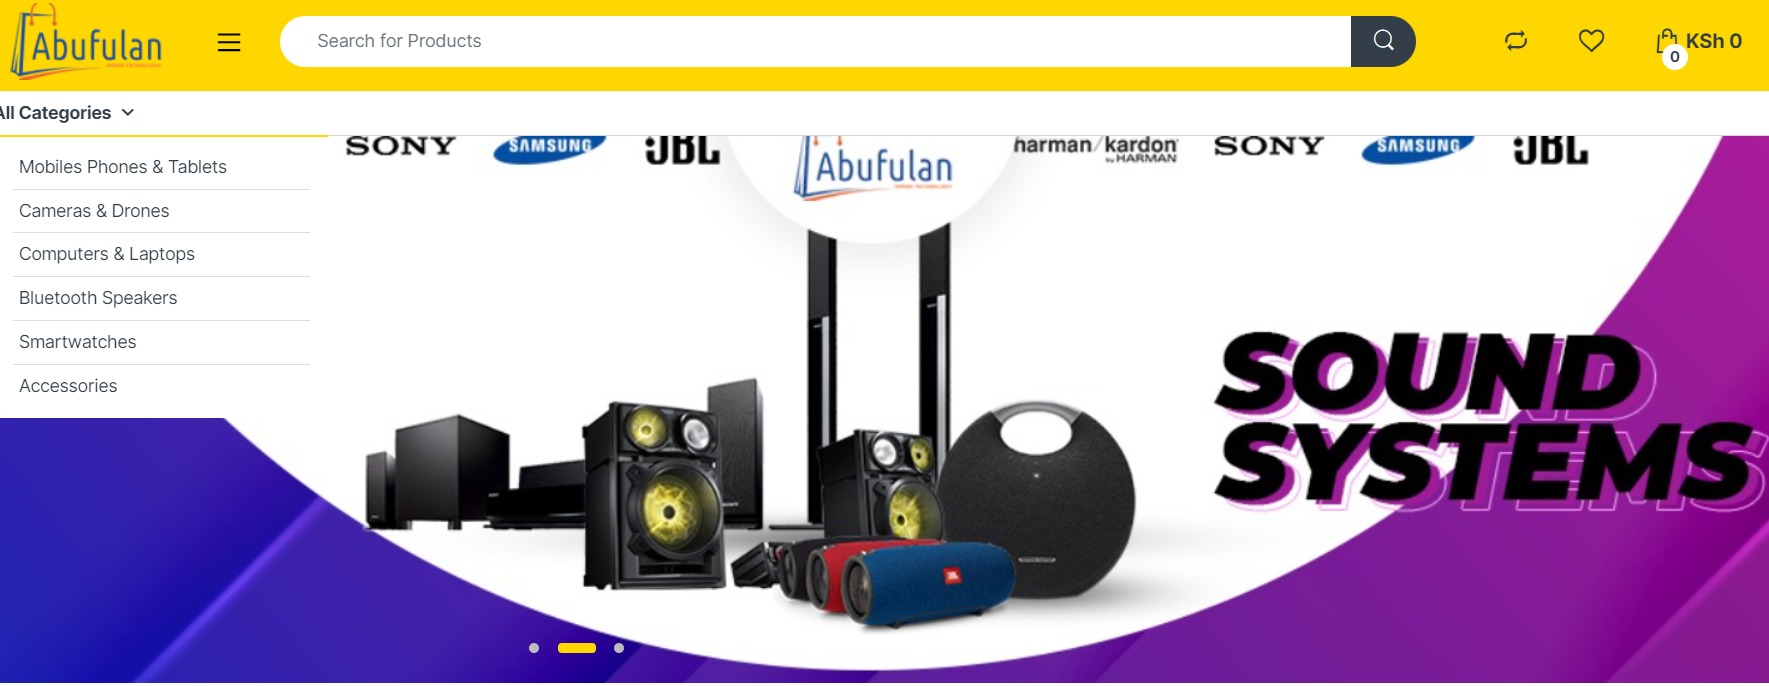 Abufulan
Search for Products
0
KSh 0
All Categories
Mobiles Phones & Tablets
Cameras & Drones
Computers & Laptops
Bluetooth Speakers
Smartwatches
Accessories
SONY
SAMSUNG
JBL
Abufulan
harman/kardon
by HARMAN
SONY
SAMSUNG
JBL
SOUND
SYSTEMS
JBL